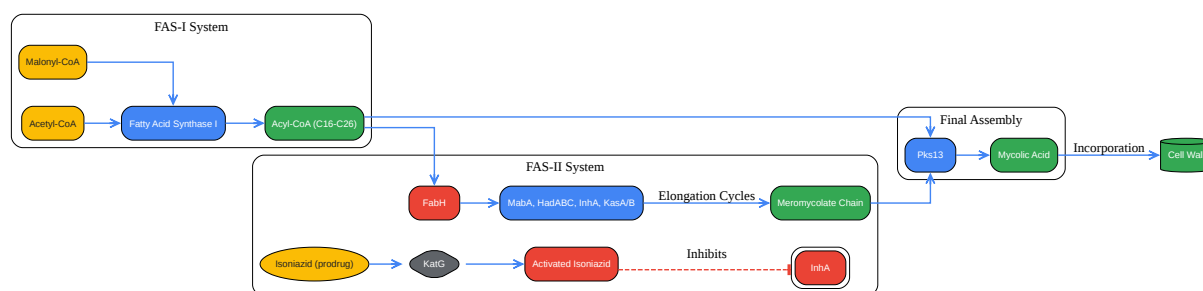 FAS-I System
Malonyl-CoA
Acetyl-CoA
Fatty Acid Synthase I
Acyl-CoA (C16-C26)
Final Assembly
Pks13
Mycolic Acid
Incorporation
Cell Wall
FAS-II System
FabH
MabA, HadABC, InhA, KasA/B
Elongation Cycles
Meromycolate Chain
Isoniazid (prodrug)
KatG
Activated Isoniazid
Inhibits
InhA